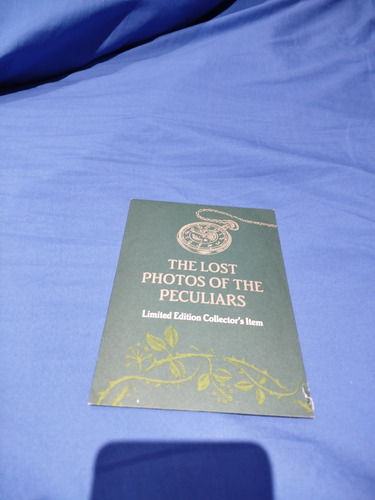 THE LOST
PHOTOS OF THE
PECULIARS
Limited Edition Collector's Item